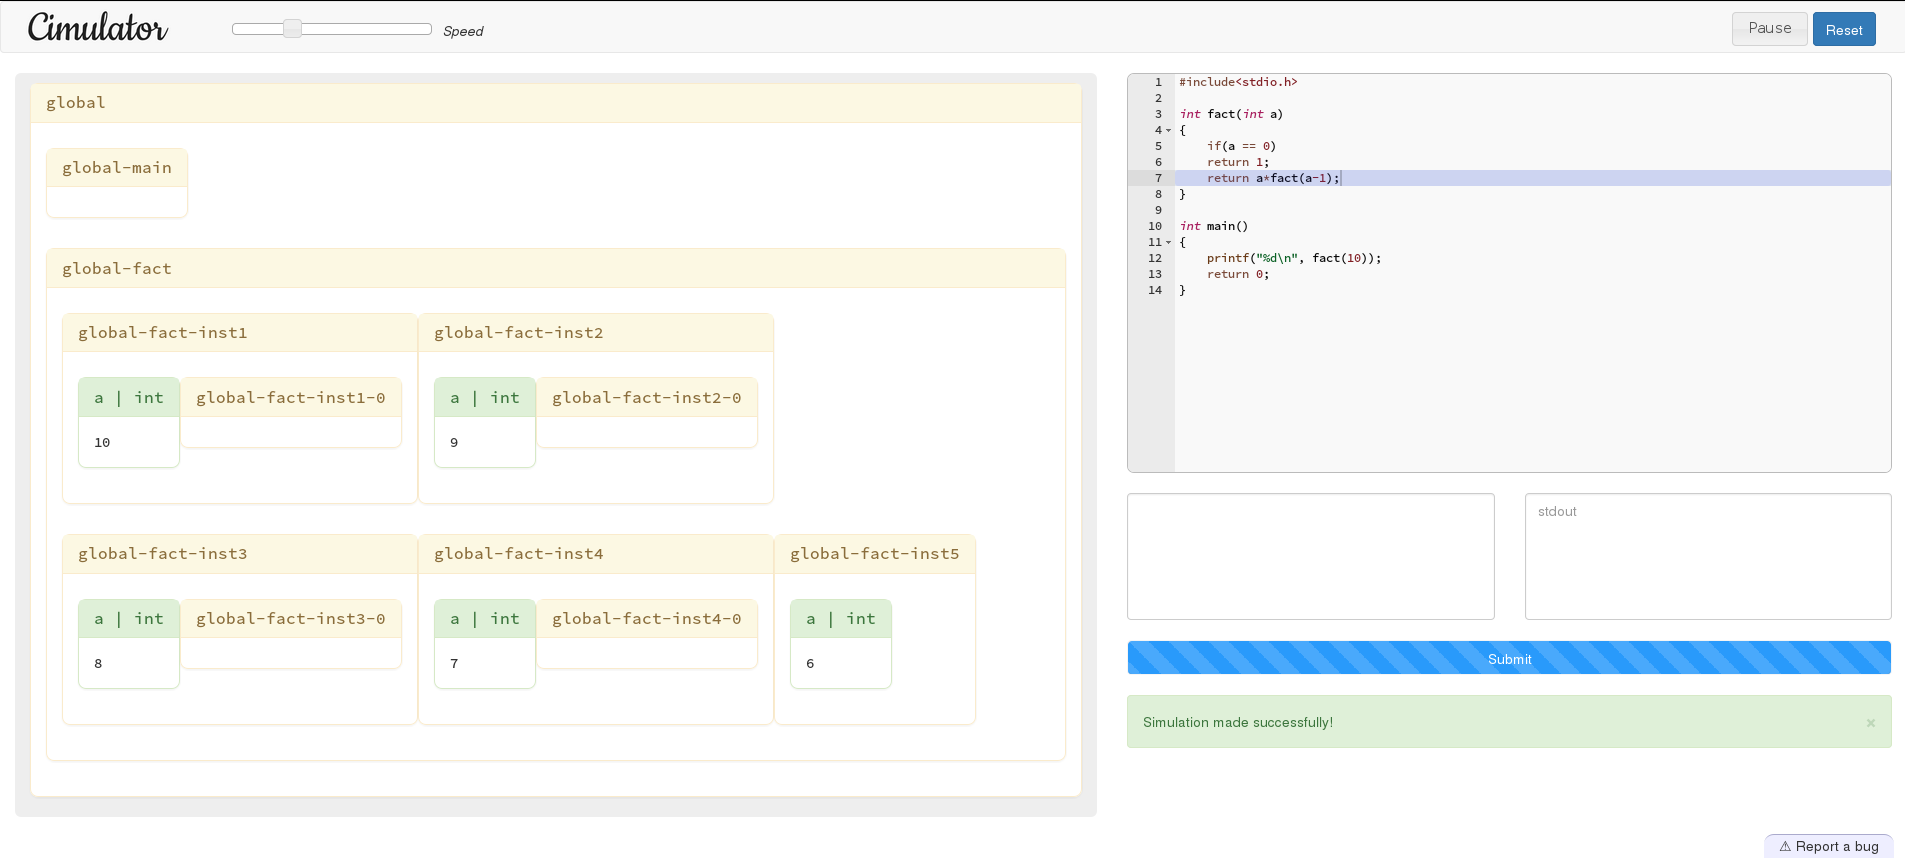 Cimulator
Speed
Pause
Reset
global
global-main
global-fact
global-fact-inst1
global-fact-inst2
a | int
global-fact-inst1-0
a | int
global-fact-inst2-0
10
9
global-fact-inst3
global-fact-inst4
global-fact-inst5
a | int
global-fact-inst3-0
a | int
global-fact-inst4-0
a | int
8
7
6
1 #include<stdio.h>
2
3 int fact(int a)
4 {
5     if(a == 0)
6     return 1;
7     return a*fact(a-1);
8 }
9
10 int main()
11 {
12     printf("%d\n", fact(10));
13     return 0;
14 }
stdout
Submit
Simulation made successfully!
×
⚠ Report a bug